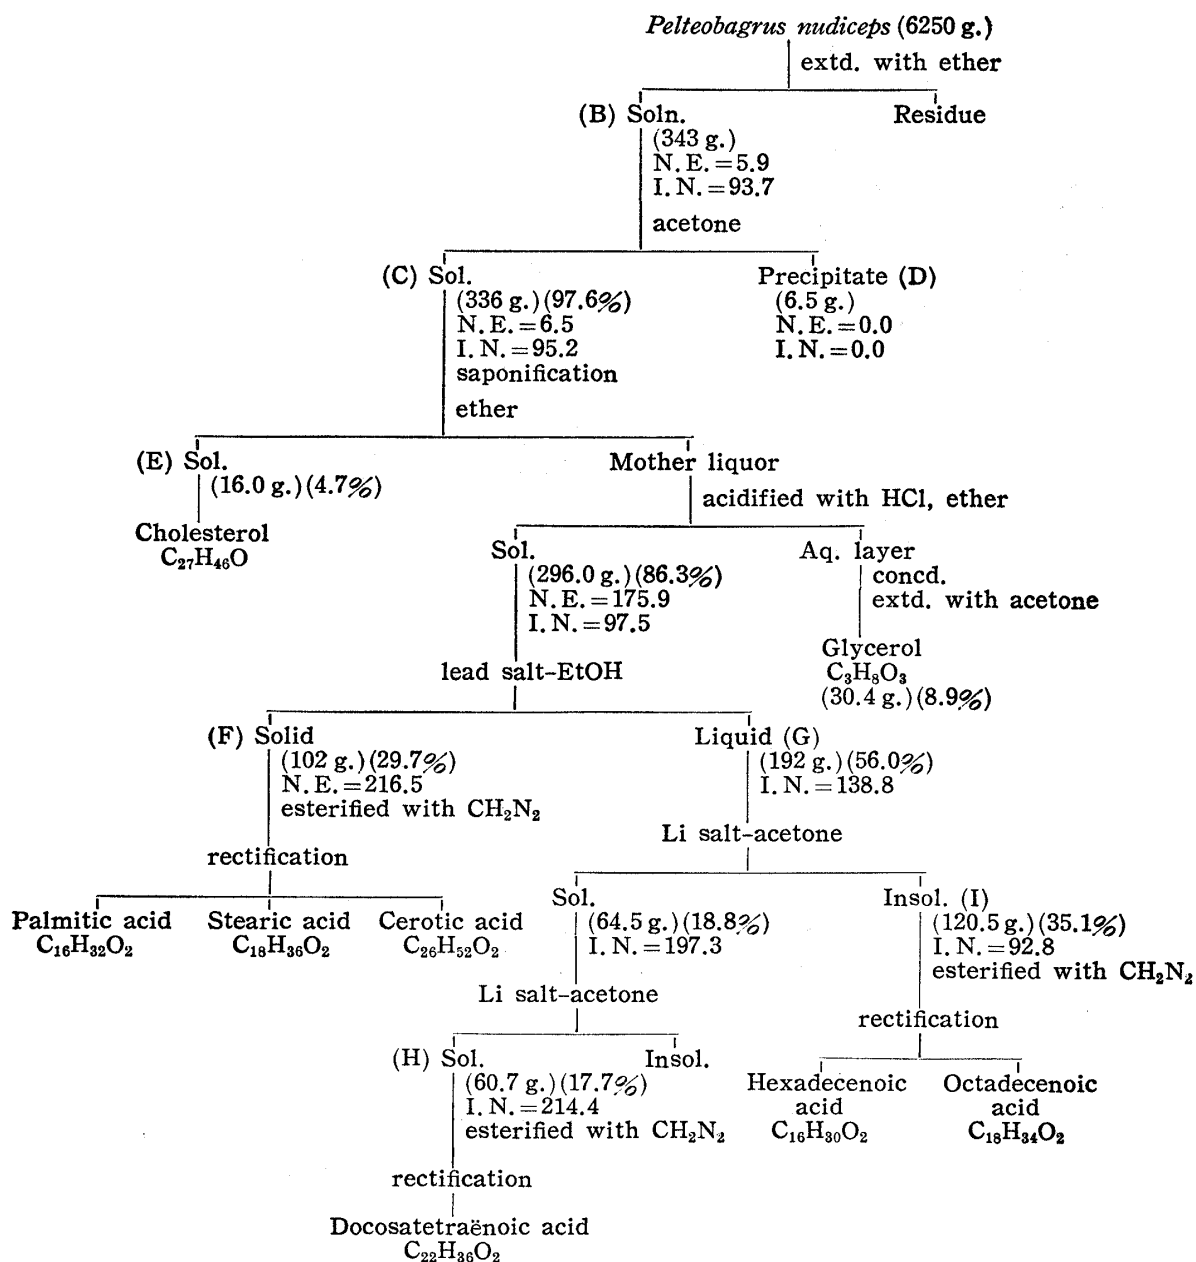 Pelteobagrus nudiceps (6250 g.)
extd. with ether
(B) Soln.
Residue
(343 g.)
N. E. = 5.9
I. N. = 93.7
acetone
(C) Sol.
(336 g.) (97.6%)
N. E. = 6.5
I. N. = 95.2
saponification
ether
Precipitate (D)
(6.5 g.)
N. E. = 0.0
I. N. = 0.0
(E) Sol.
(16.0 g.) (4.7%)
Cholesterol
C₂₇H₄₆O
Mother liquor
acidified with HCl, ether
Sol.
(296.0 g.) (86.3%)
N. E. = 175.9
I. N. = 97.5
lead salt-EtOH
Aq. layer
concd.
extd. with acetone
Glycerol
C₃H₈O₃
(30.4 g.) (8.9%)
(F) Solid
(102 g.) (29.7%)
N. E. = 216.5
esterified with CH₂N₂
rectification
Palmitic acid
C₁₆H₃₂O₂
Stearic acid
C₁₈H₃₆O₂
Cerotic acid
C₂₆H₅₂O₂
Liquid (G)
(192 g.) (56.0%)
I. N. = 138.8
Li salt-acetone
Sol.
(64.5 g.) (18.8%)
I. N. = 197.3
Li salt-acetone
Insol. (I)
(120.5 g.) (35.1%)
I. N. = 92.8
esterified with CH₂N₂
rectification
(H) Sol.
(60.7 g.) (17.7%)
I. N. = 214.4
esterified with CH₂N₂
rectification
Insol.
Hexadecenoic
acid
C₁₆H₃₀O₂
Octadecenoic
acid
C₁₈H₃₄O₂
Docosatetraënoic acid
C₂₂H₃₆O₂